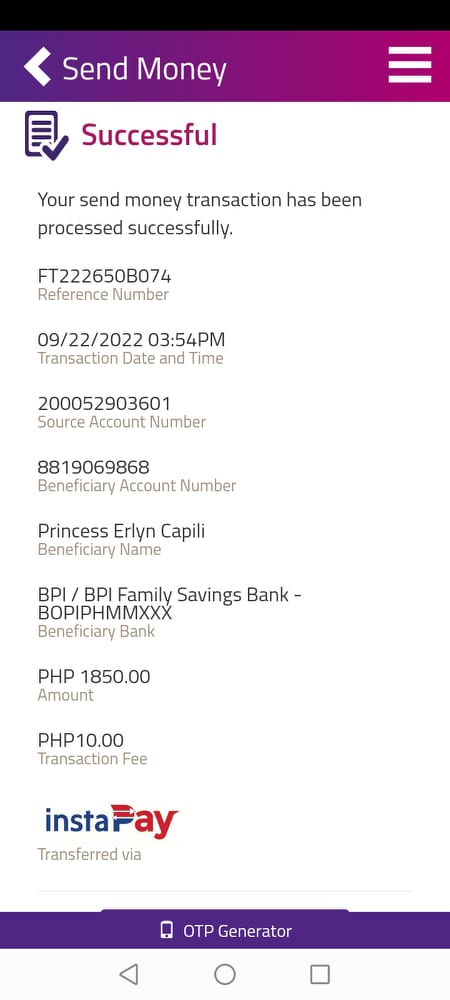 Send Money
Successful
Your send money transaction has been
processed successfully.
FT222650B074
Reference Number
09/22/2022 03:54PM
Transaction Date and Time
200052903601
Source Account Number
8819069868
Beneficiary Account Number
Princess Erlyn Capili
Beneficiary Name
BPI / BPI Family Savings Bank -
BOPIPHMMXXX
Beneficiary Bank
PHP 1850.00
Amount
PHP10.00
Transaction Fee
instaPay
Transferred via
OTP Generator